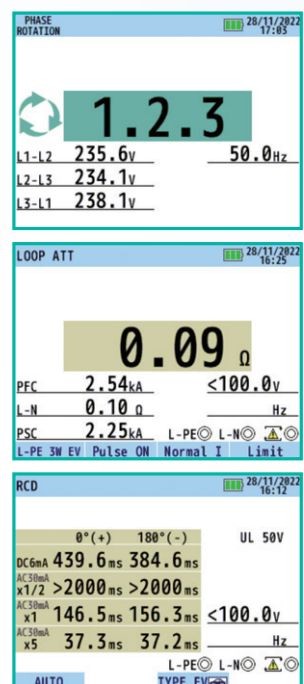 PHASE ROTATION 28/11/2022 17:03
1.2.3
L1-L2 235.6v 50.0Hz
L2-L3 234.1v
L3-L1 238.1v
LOOP ATT 28/11/2022 16:25
0.09 Ω
PFC 2.54kA <100.0v
L-N 0.10 Ω Hz
PSC 2.25kA L-PE L-N
L-PE 3W EV Pulse ON Normal I Limit
RCD 28/11/2022 16:12
0°(+) 180°(-) UL 50V
DC6mA 439.6ms 384.6ms
AC30mA x1/2 >2000ms >2000ms
AC30mA x1 146.5ms 156.3ms <100.0v
AC30mA x5 37.3ms 37.2ms Hz
L-PE L-N
AUTO TYPE EV